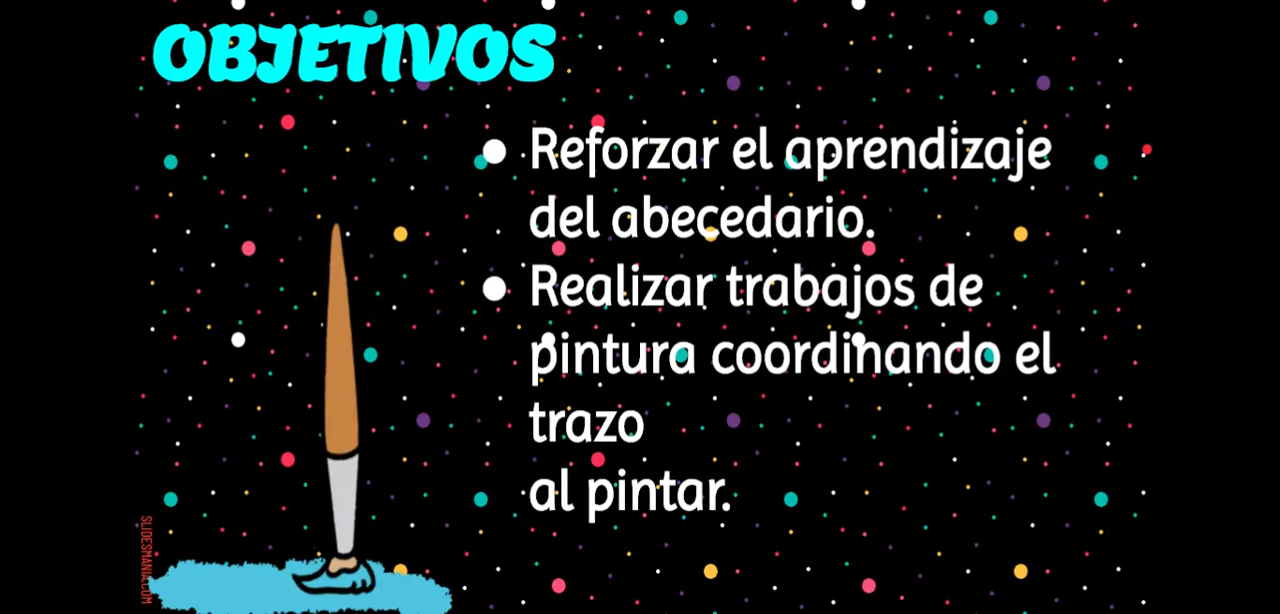 OBJETIVOS
● Reforzar el aprendizaje
del abecedario.
● Realizar trabajos de
pintura coordinando el
trazo
al pintar.
SLIDESMANIA.COM